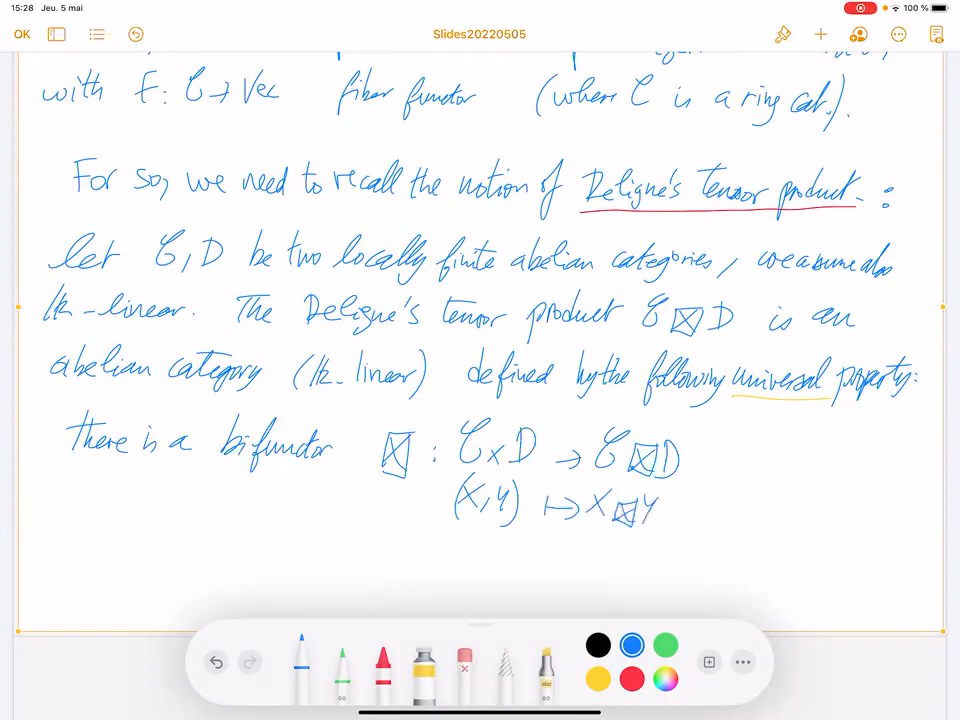 15:28 Jeu. 5 mai 100 %
OK Slides20220505
with F: C → Vec fiber functor (where C is a ring cat.).
For so, we need to recall the notion of Deligne's tensor product :
Let C, D be two locally finite abelian categories, we assume also
lk-linear. The Deligne's tensor product C ⊠ D is an
abelian category (lk-linear) defined by the following universal property:
there is a bifunctor ⊠ : C × D → C ⊠ D
(X, Y) ↦ X ⊠ Y